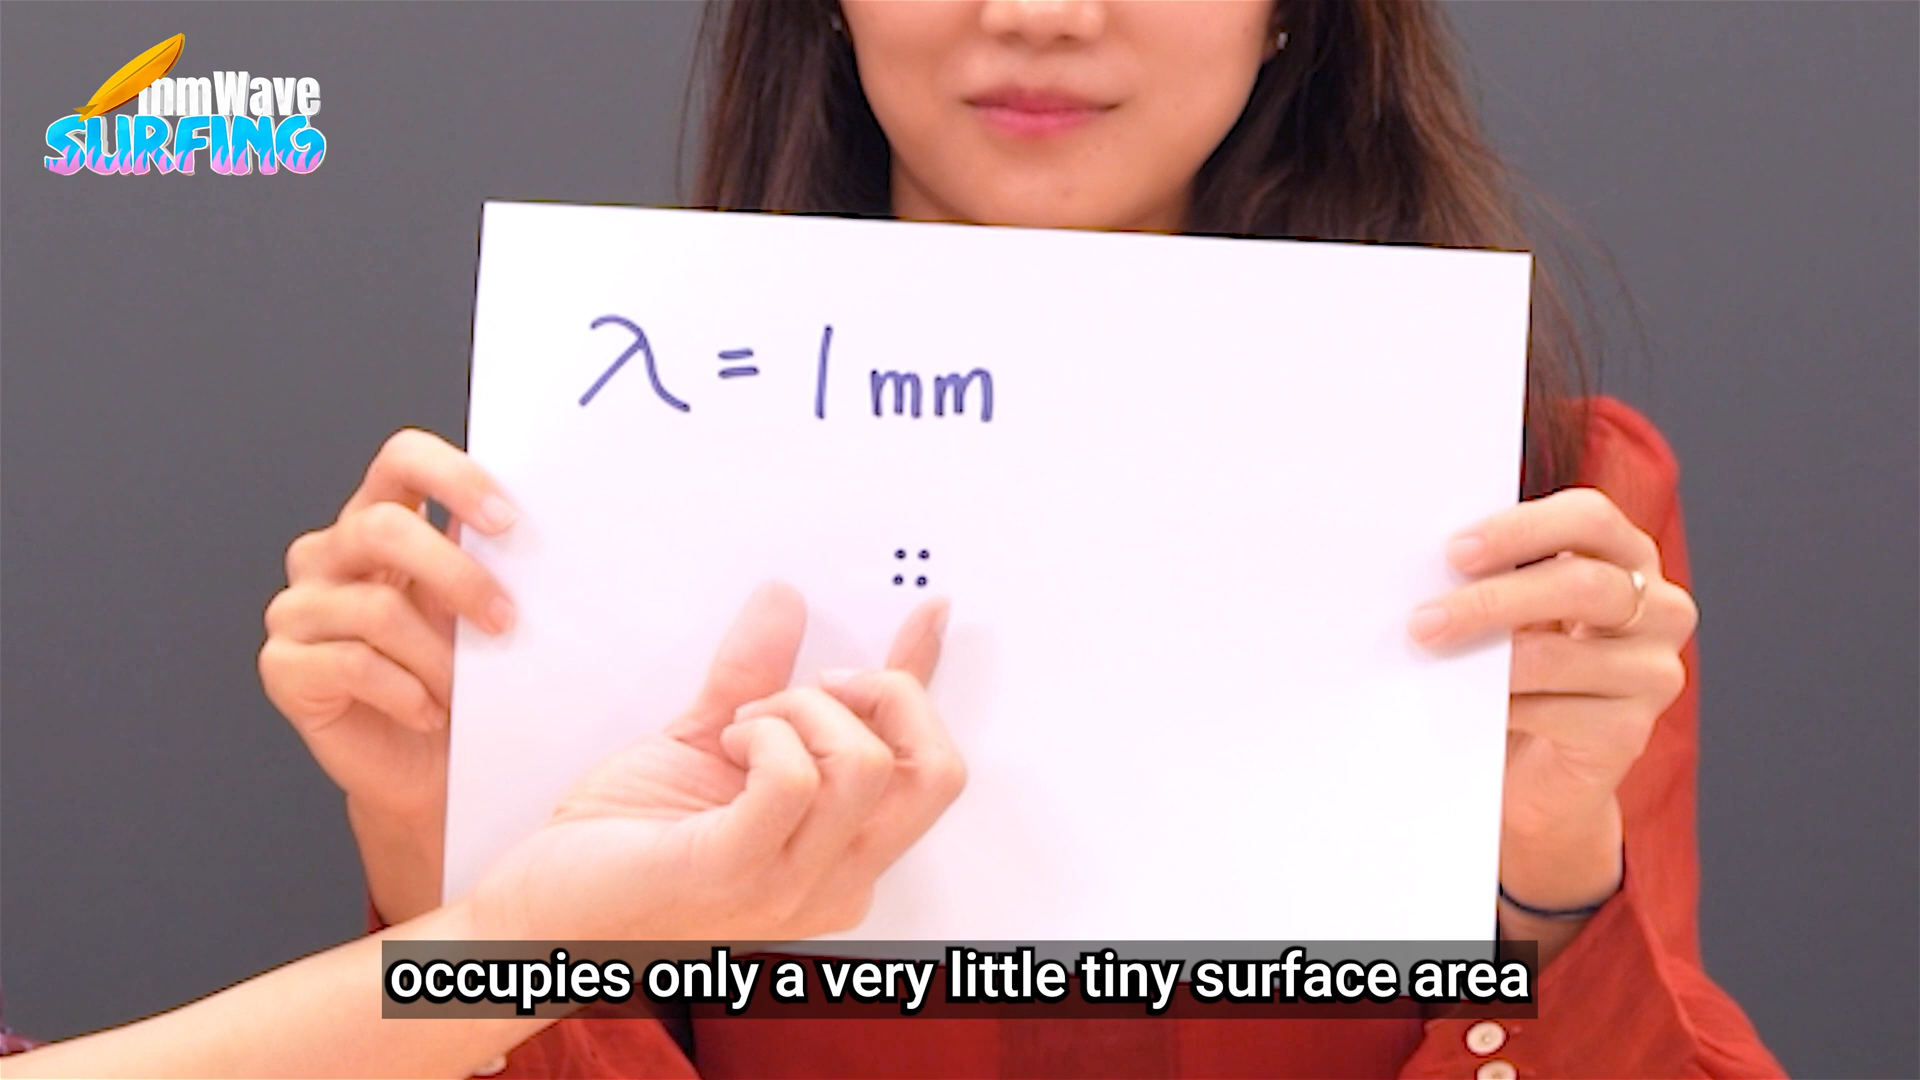 mmWave
SURFING
λ = 1 mm
occupies only a very little tiny surface area